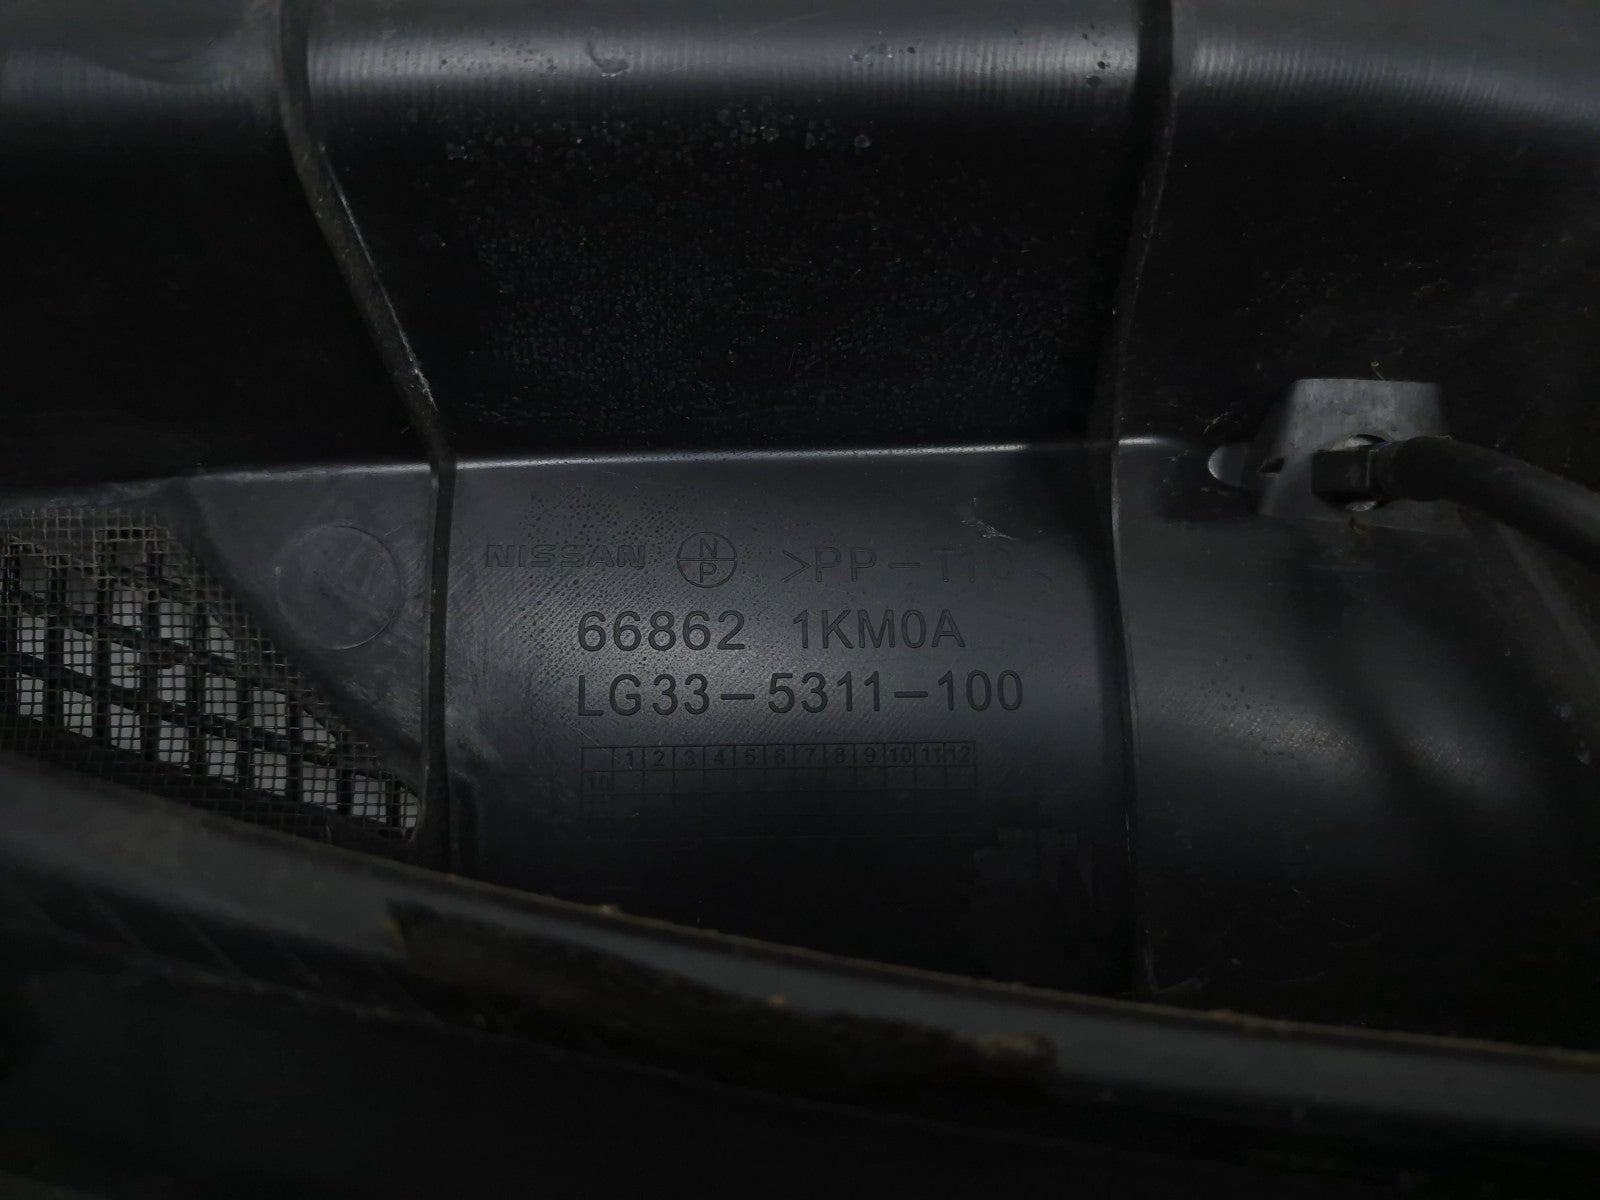 NISSAN N P >PP-T10
66862 1KM0A
LG33-5311-100
1 2 3 4 5 6 7 8 9 10 11 12
10